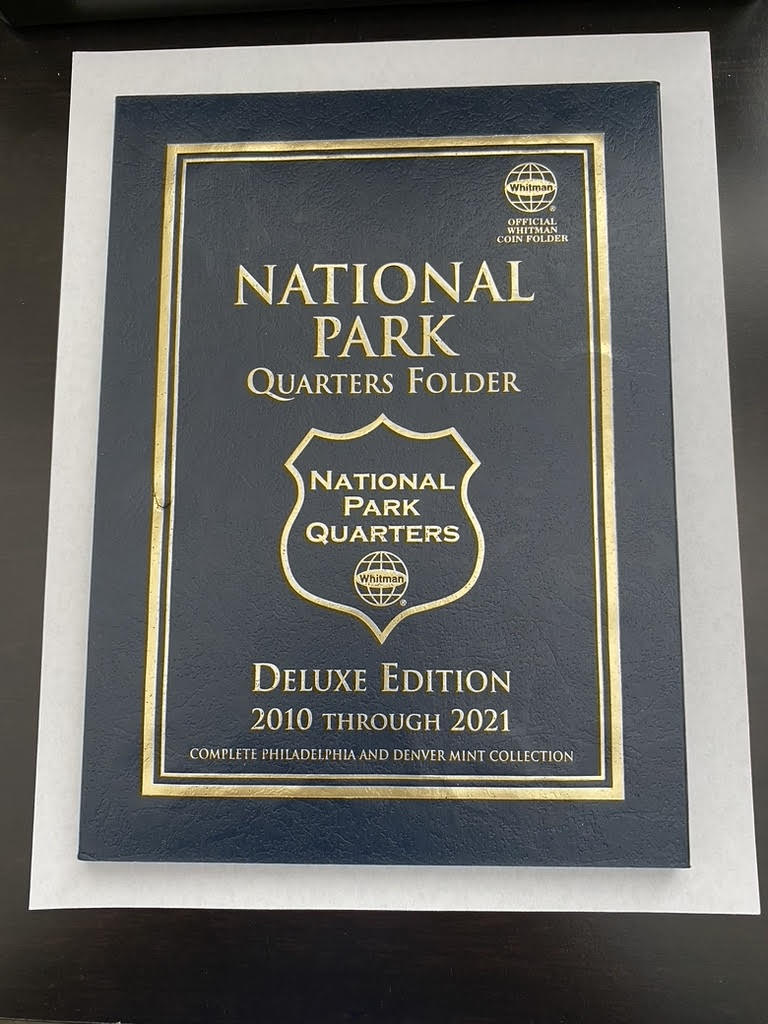 Whitman
OFFICIAL
WHITMAN
COIN FOLDER
NATIONAL
PARK
QUARTERS FOLDER
NATIONAL
PARK
QUARTERS
Whitman
DELUXE EDITION
2010 THROUGH 2021
COMPLETE PHILADELPHIA AND DENVER MINT COLLECTION